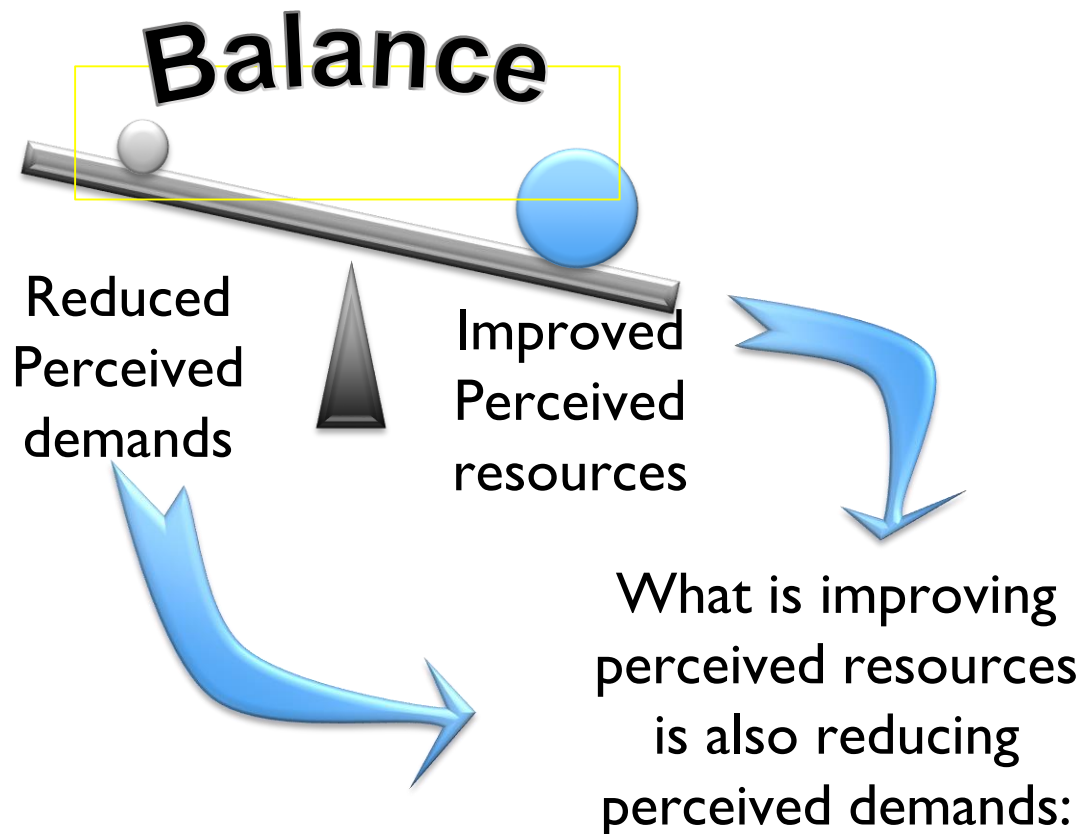 Balance
Reduced
Perceived
demands
Improved
Perceived
resources
What is improving
perceived resources
is also reducing
perceived demands: